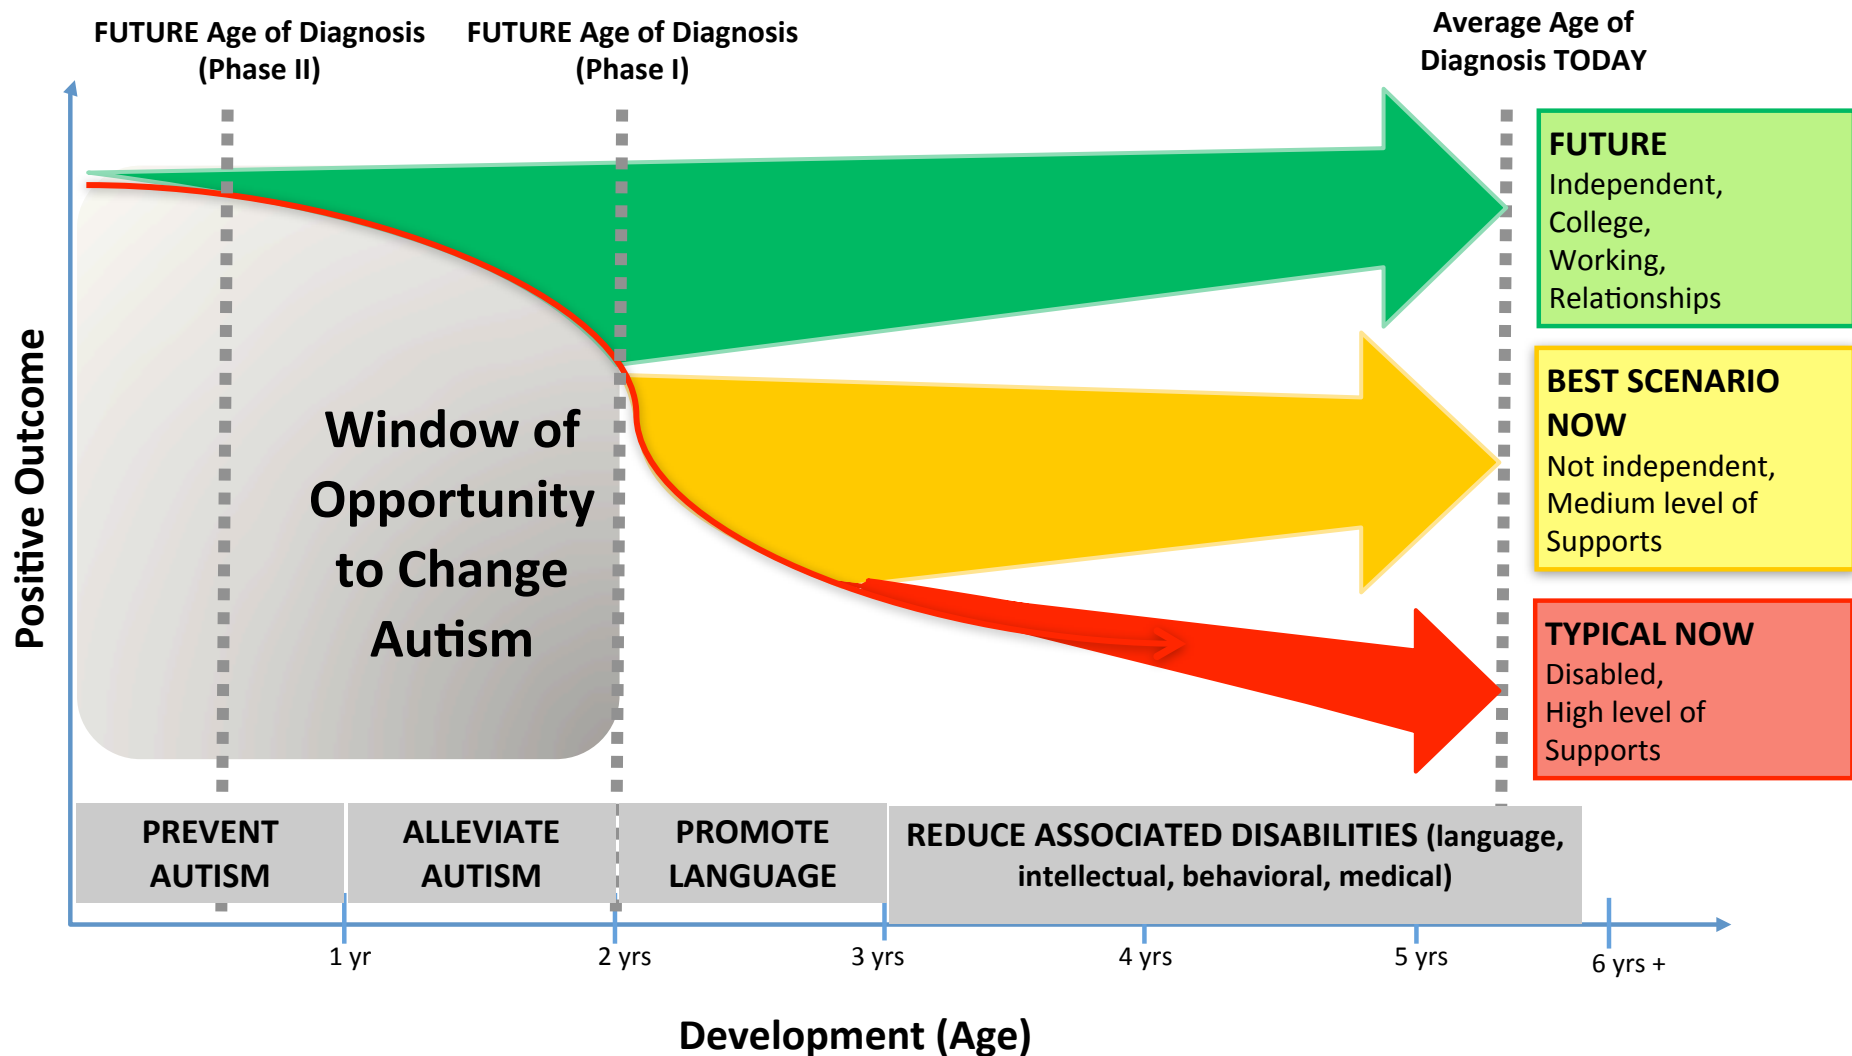 FUTURE Age of Diagnosis
(Phase II)
FUTURE Age of Diagnosis
(Phase I)
Average Age of
Diagnosis TODAY
Positive Outcome
Window of
Opportunity
to Change
Autism
FUTURE
Independent,
College,
Working,
Relationships
BEST SCENARIO
NOW
Not independent,
Medium level of
Supports
TYPICAL NOW
Disabled,
High level of
Supports
PREVENT
AUTISM
ALLEVIATE
AUTISM
PROMOTE
LANGUAGE
REDUCE ASSOCIATED DISABILITIES (language,
intellectual, behavioral, medical)
1 yr
2 yrs
3 yrs
4 yrs
5 yrs
6 yrs +
Development (Age)